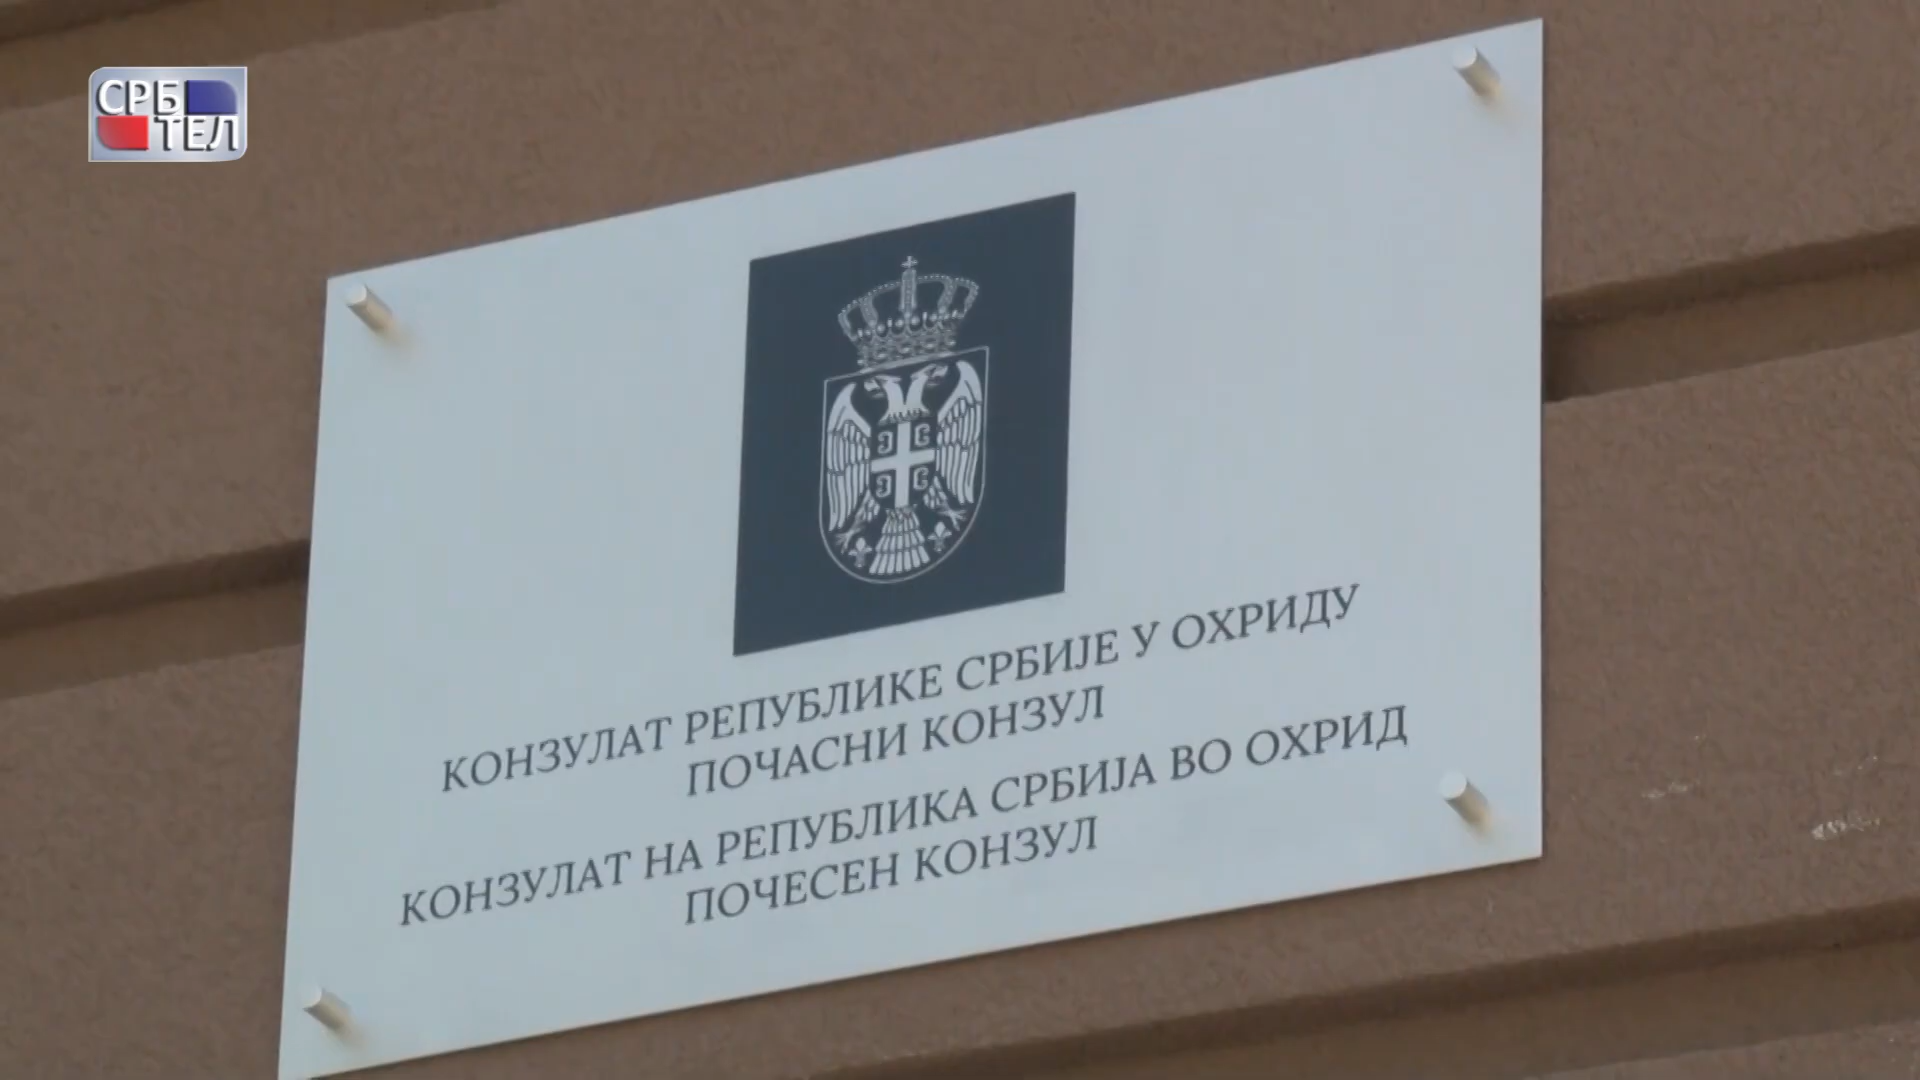 СРБ
ТЕЛ
КОНЗУЛАТ РЕПУБЛИКЕ СРБИЈЕ У ОХРИДУ
ПОЧАСНИ КОНЗУЛ
КОНЗУЛАТ НА РЕПУБЛИКА СРБИЈА ВО ОХРИД
ПОЧЕСЕН КОНЗУЛ